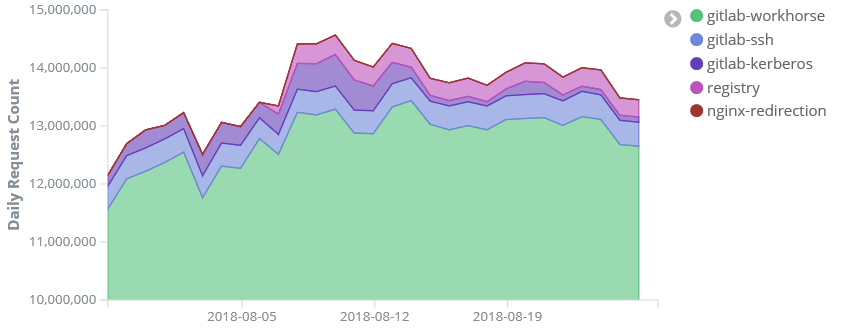 Daily Request Count
15,000,000
14,000,000
13,000,000
12,000,000
11,000,000
10,000,000
2018-08-05
2018-08-12
2018-08-19
gitlab-workhorse
gitlab-ssh
gitlab-kerberos
registry
nginx-redirection